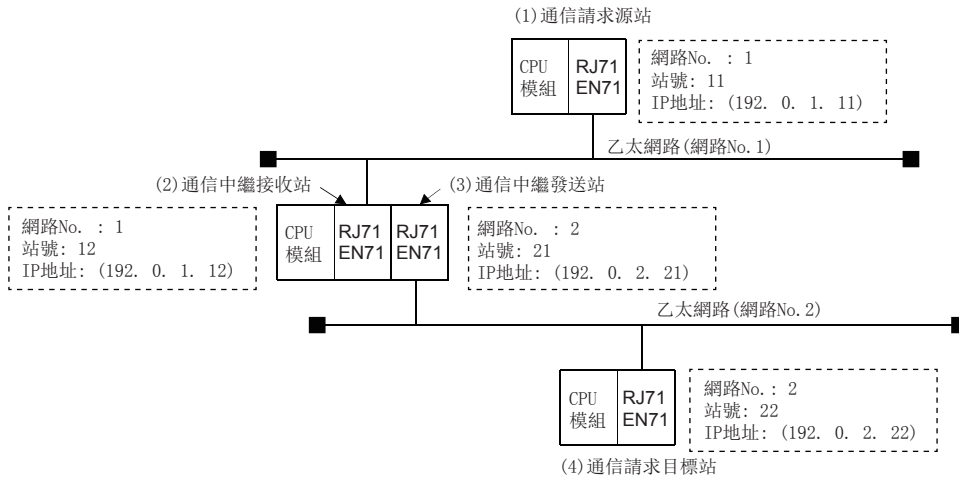 (1)通信請求源站
CPU
模組
RJ71
EN71
網路No. : 1
站號: 11
IP地址: (192. 0. 1. 11)
乙太網路(網路No.1)
(2)通信中繼接收站
(3)通信中繼發送站
網路No. : 1
站號: 12
IP地址: (192. 0. 1. 12)
CPU
模組
RJ71
EN71
RJ71
EN71
網路No. : 2
站號: 21
IP地址: (192. 0. 2. 21)
乙太網路(網路No.2)
CPU
模組
RJ71
EN71
網路No.: 2
站號: 22
IP地址: (192. 0. 2. 22)
(4)通信請求目標站